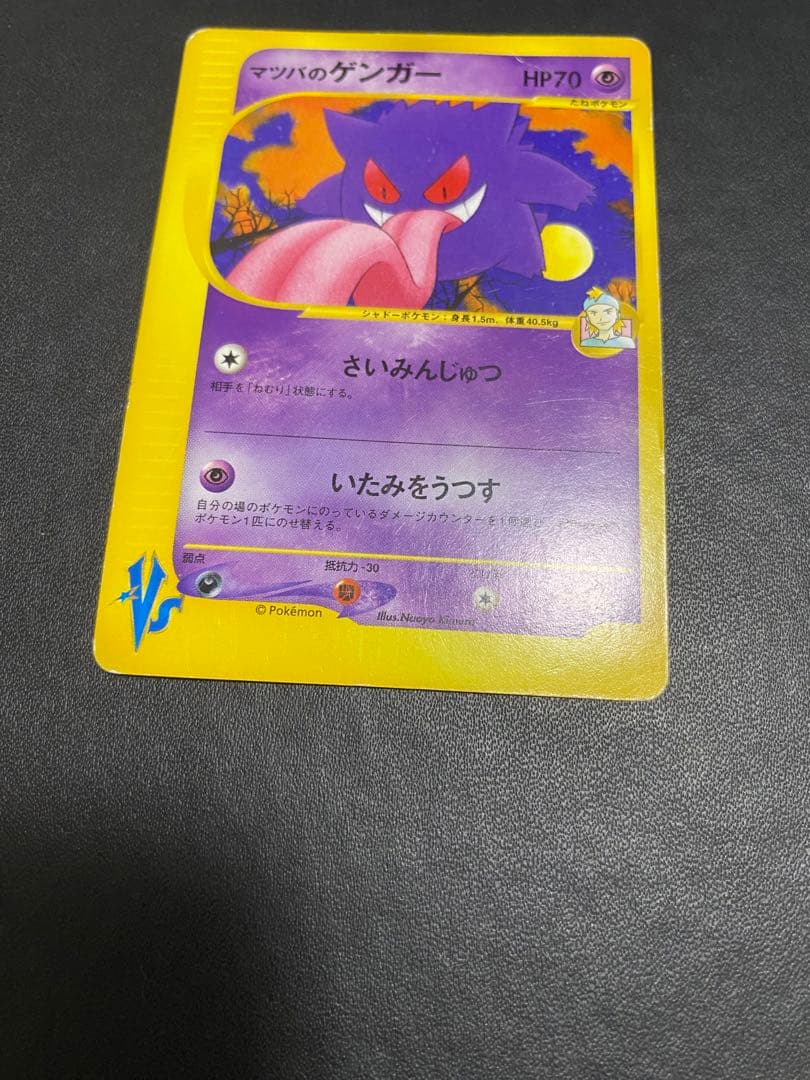 マツバのゲンガー HP70
たねポケモン
シャドーポケモン:身長1.5m、体重40.5kg
さいみんじゅつ
相手を「ねむり」状態にする。
いたみをうつす
自分の場のポケモンにのっているダメージカウンターを1個選び、
ポケモン1匹にのせ替える。
弱点 抵抗力 -30
VS
© Pokémon Illus.Naoyo Kimura